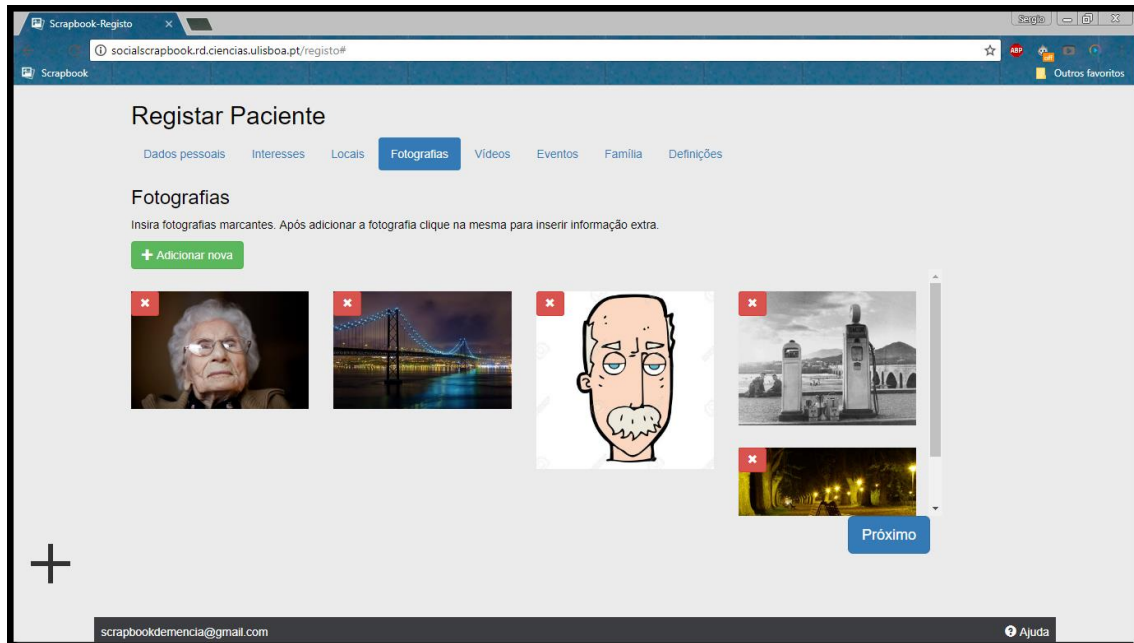 Scrapbook-Registo
Sergio
socialscrapbook.rd.ciencias.ulisboa.pt/registo#
ABP
Scrapbook
Outros favoritos
Registar Paciente
Dados pessoais Interesses Locais Fotografias Vídeos Eventos Família Definições
Fotografias
Insira fotografias marcantes. Após adicionar a fotografia clique na mesma para inserir informação extra.
Adicionar nova
Próximo
scrapbookdemencia@gmail.com Ajuda